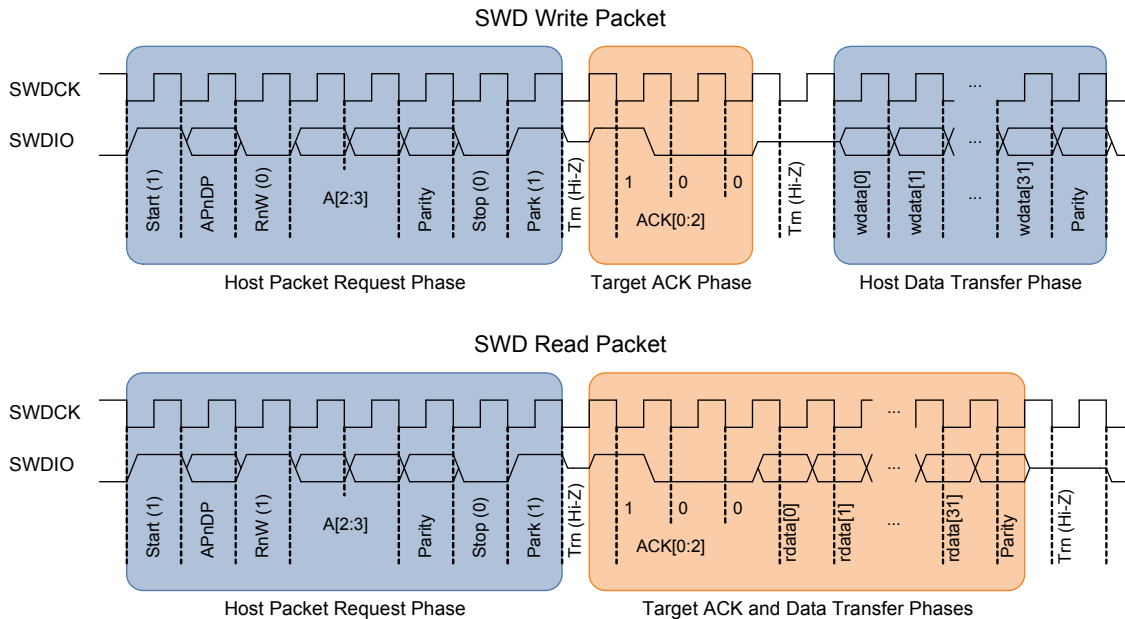 SWD Write Packet
SWDCK
...
SWDIO
...
Start (1)
APnDP
RnW (0)
A[2:3]
Parity
Stop (0)
Park (1)
Trn (Hi-Z)
1
0
0
ACK[0:2]
Trn (Hi-Z)
wdata[0]
wdata[1]
...
wdata[31]
Parity
Host Packet Request Phase
Target ACK Phase
Host Data Transfer Phase
SWD Read Packet
SWDCK
...
SWDIO
...
Start (1)
APnDP
RnW (1)
A[2:3]
Parity
Stop (0)
Park (1)
Trn (Hi-Z)
1
0
0
ACK[0:2]
rdata[0]
rdata[1]
...
rdata[31]
Parity
Trn (Hi-Z)
Host Packet Request Phase
Target ACK and Data Transfer Phases